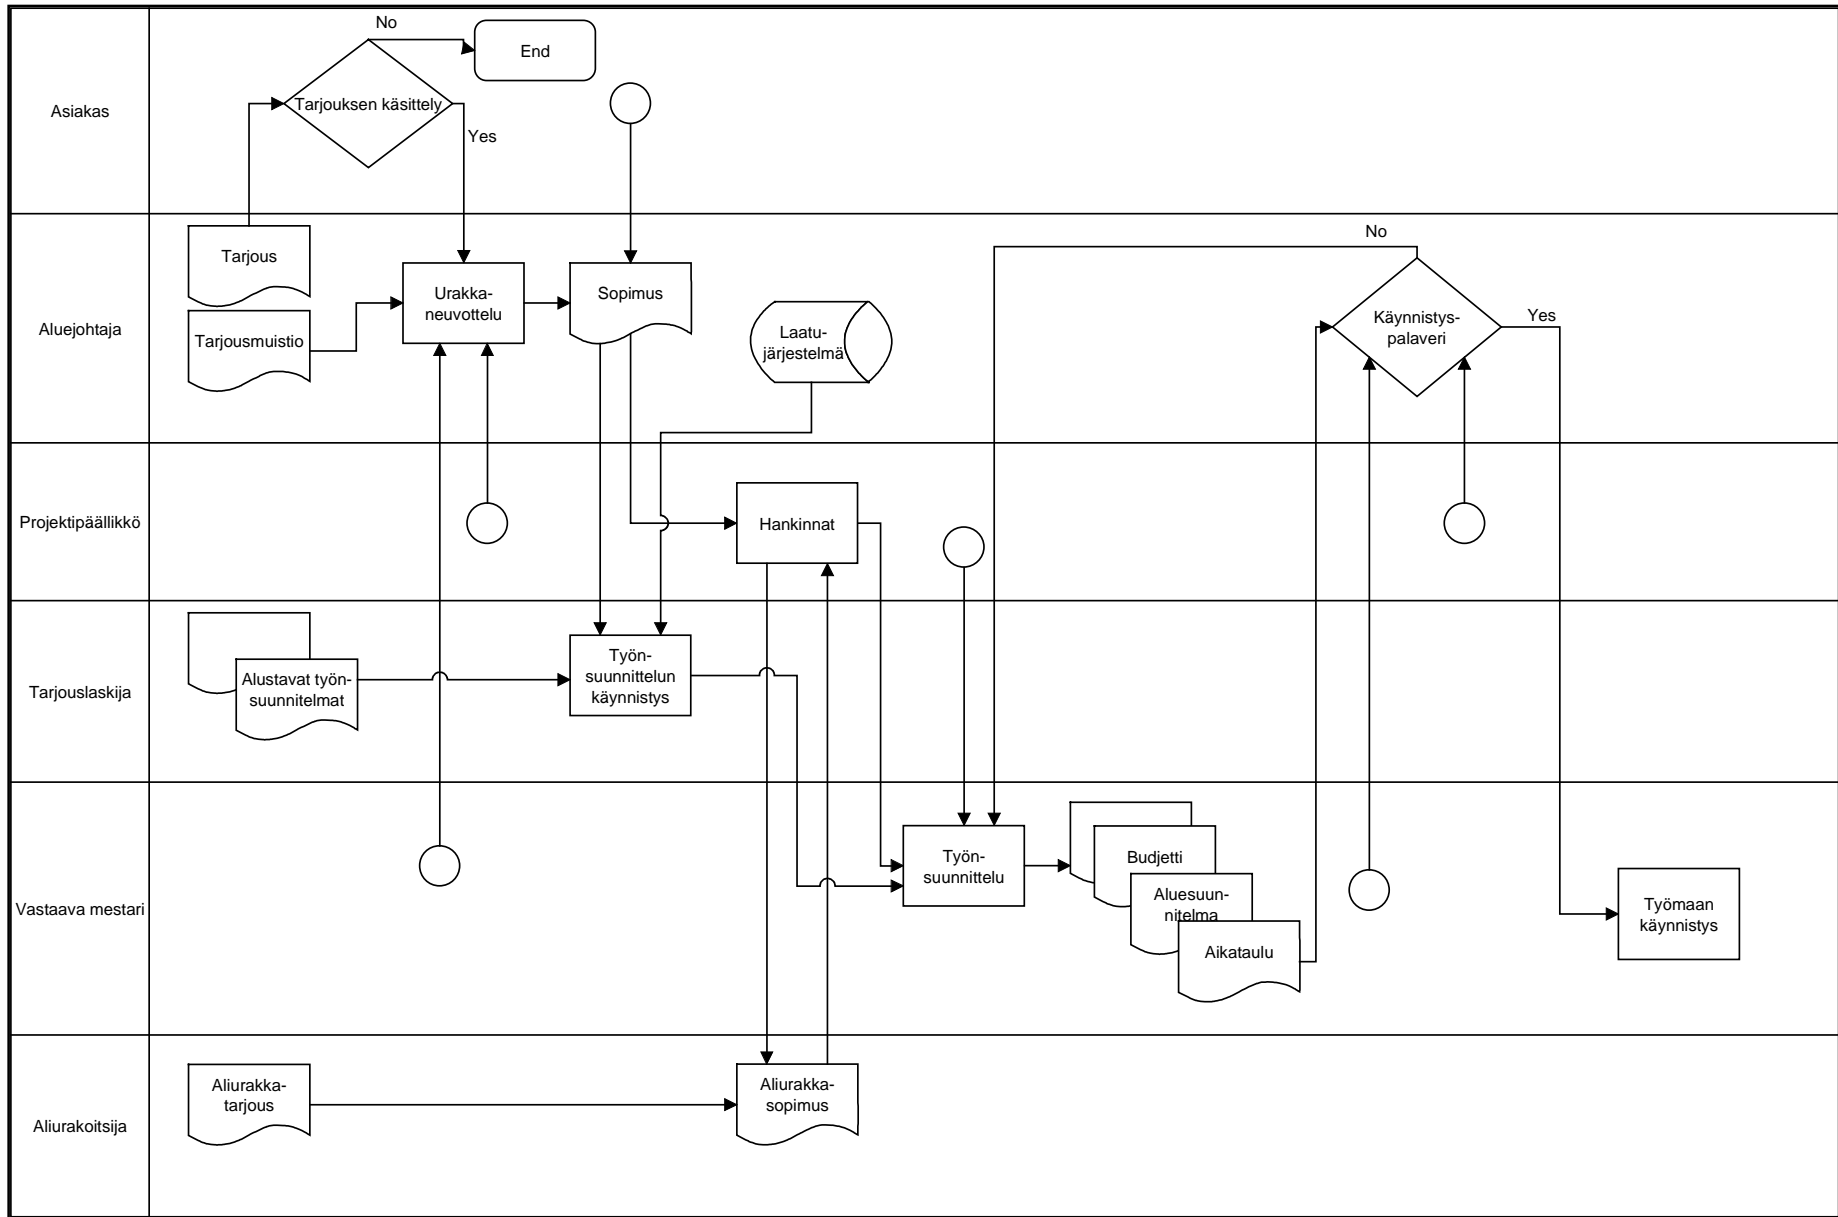 No
End
Asiakas
Tarjouksen käsittely
Yes
Aluejohtaja
Tarjous
Tarjousmuistio
Urakka-
neuvottelu
Sopimus
Laatu-
järjestelmä
No
Käynnistys-
palaveri
Yes
Projektipäällikkö
Hankinnat
Tarjouslaskija
Alustavat työn-
suunnitelmat
Työn-
suunnittelun
käynnistys
Vastaava mestari
Työn-
suunnittelu
Budjetti
Aluesuun-
nitelma
Aikataulu
Työmaan
käynnistys
Aliurakoitsija
Aliurakka-
tarjous
Aliurakka-
sopimus